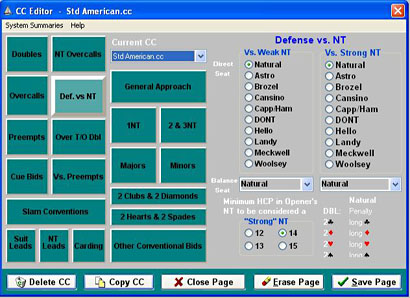 CC Editor - Std American.cc
System Summaries Help
Doubles
NT Overcalls
Overcalls
Def. vs NT
Preempts
Over T/O Dbl
Cue Bids
Vs. Preempts
Slam Conventions
Suit Leads
NT Leads
Carding
Current CC
Std American.cc
General Approach
1NT
2 & 3NT
Majors
Minors
2 Clubs & 2 Diamonds
2 Hearts & 2 Spades
Other Conventional Bids
Defense vs. NT
Vs. Weak NT
Vs. Strong NT
Direct Seat
Natural
Astro
Brozel
Cansino
Capp/Ham
DONT
Hello
Landy
Meckwell
Woolsey
Natural
Astro
Brozel
Cansino
Capp/Ham
DONT
Hello
Landy
Meckwell
Woolsey
Balance Seat
Natural
Natural
Minimum HCP in Opener's
NT to be considered a
"Strong" NT
12
14
13
15
Natural
DBL: Penalty
2♣ long ♣
2♦ long ♦
2♥ long ♥
2♠ long ♠
Delete CC
Copy CC
Close Page
Erase Page
Save Page